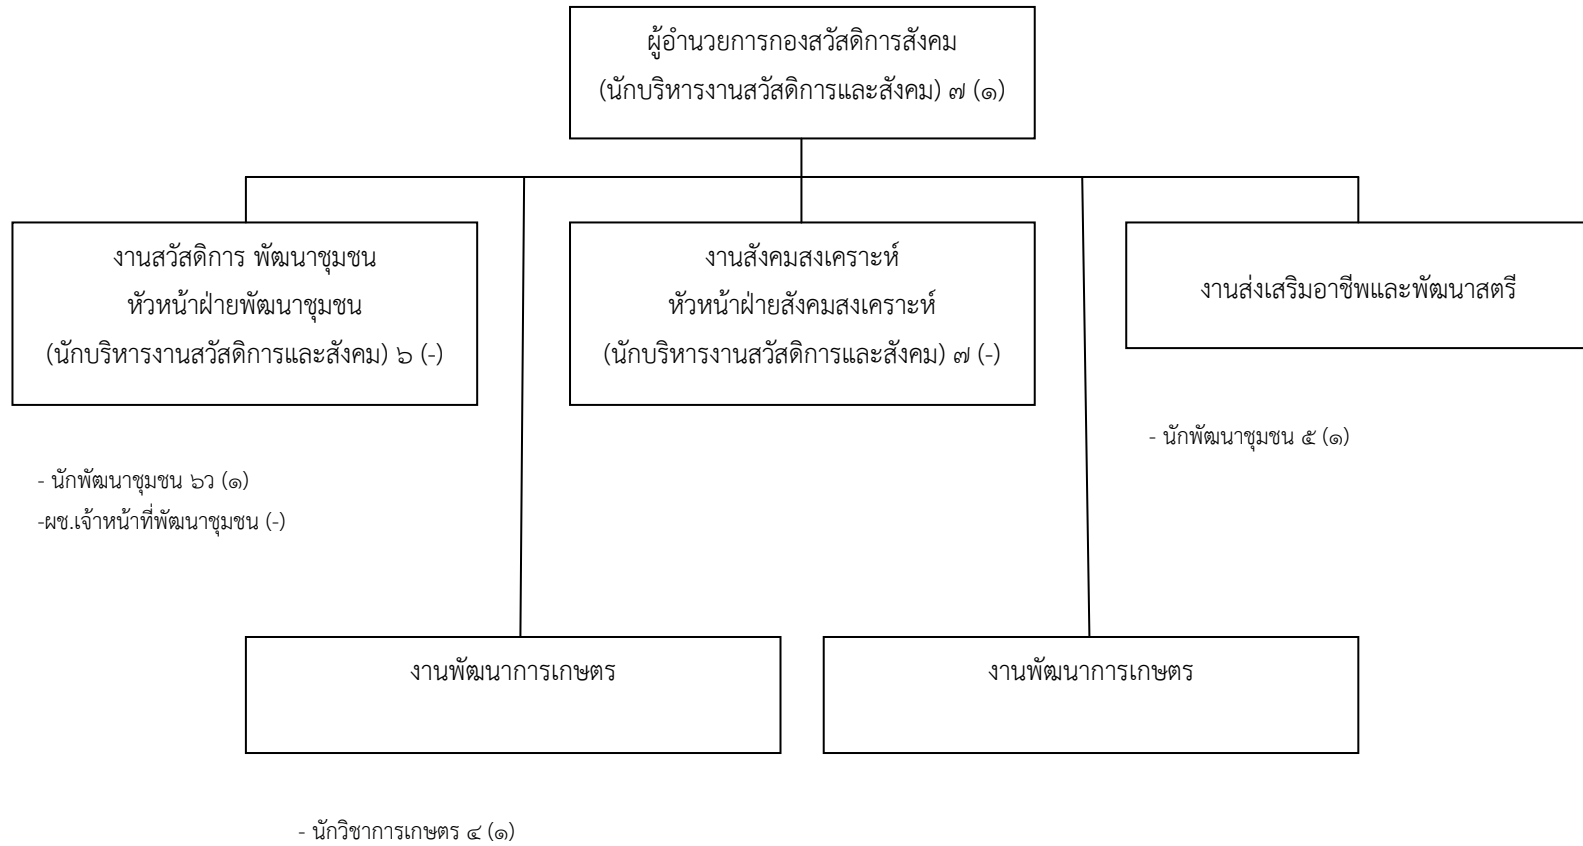 ผู้อำนวยการกองสวัสดิการสังคม
(นักบริหารงานสวัสดิการและสังคม) ๗ (๑)
งานสวัสดิการ พัฒนาชุมชน
หัวหน้าฝ่ายพัฒนาชุมชน
(นักบริหารงานสวัสดิการและสังคม) ๖ (-)
งานสังคมสงเคราะห์
หัวหน้าฝ่ายสังคมสงเคราะห์
(นักบริหารงานสวัสดิการและสังคม) ๗ (-)
งานส่งเสริมอาชีพและพัฒนาสตรี
- นักพัฒนาชุมชน ๕ (๑)
- นักพัฒนาชุมชน ๖ว (๑)
-ผช.เจ้าหน้าที่พัฒนาชุมชน (-)
งานพัฒนาการเกษตร
งานพัฒนาการเกษตร
- นักวิชาการเกษตร ๔ (๑)